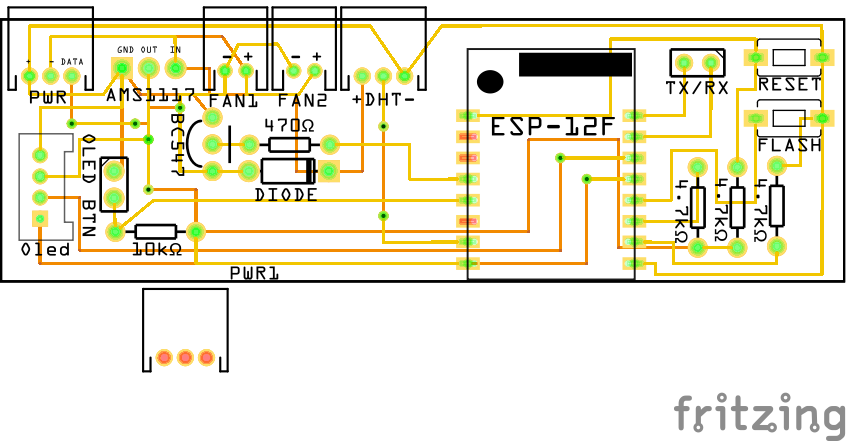 GND OUT IN
+ - DATA
- +
- +
PWR
AMS1117
FAN1
FAN2
+DHT-
TX/RX
RESET
BC547
470Ω
ESP-12F
FLASH
OLED BTN
DIODE
4.7kΩ
4.7kΩ
4.7kΩ
Oled
10kΩ
PWR1
fritzing